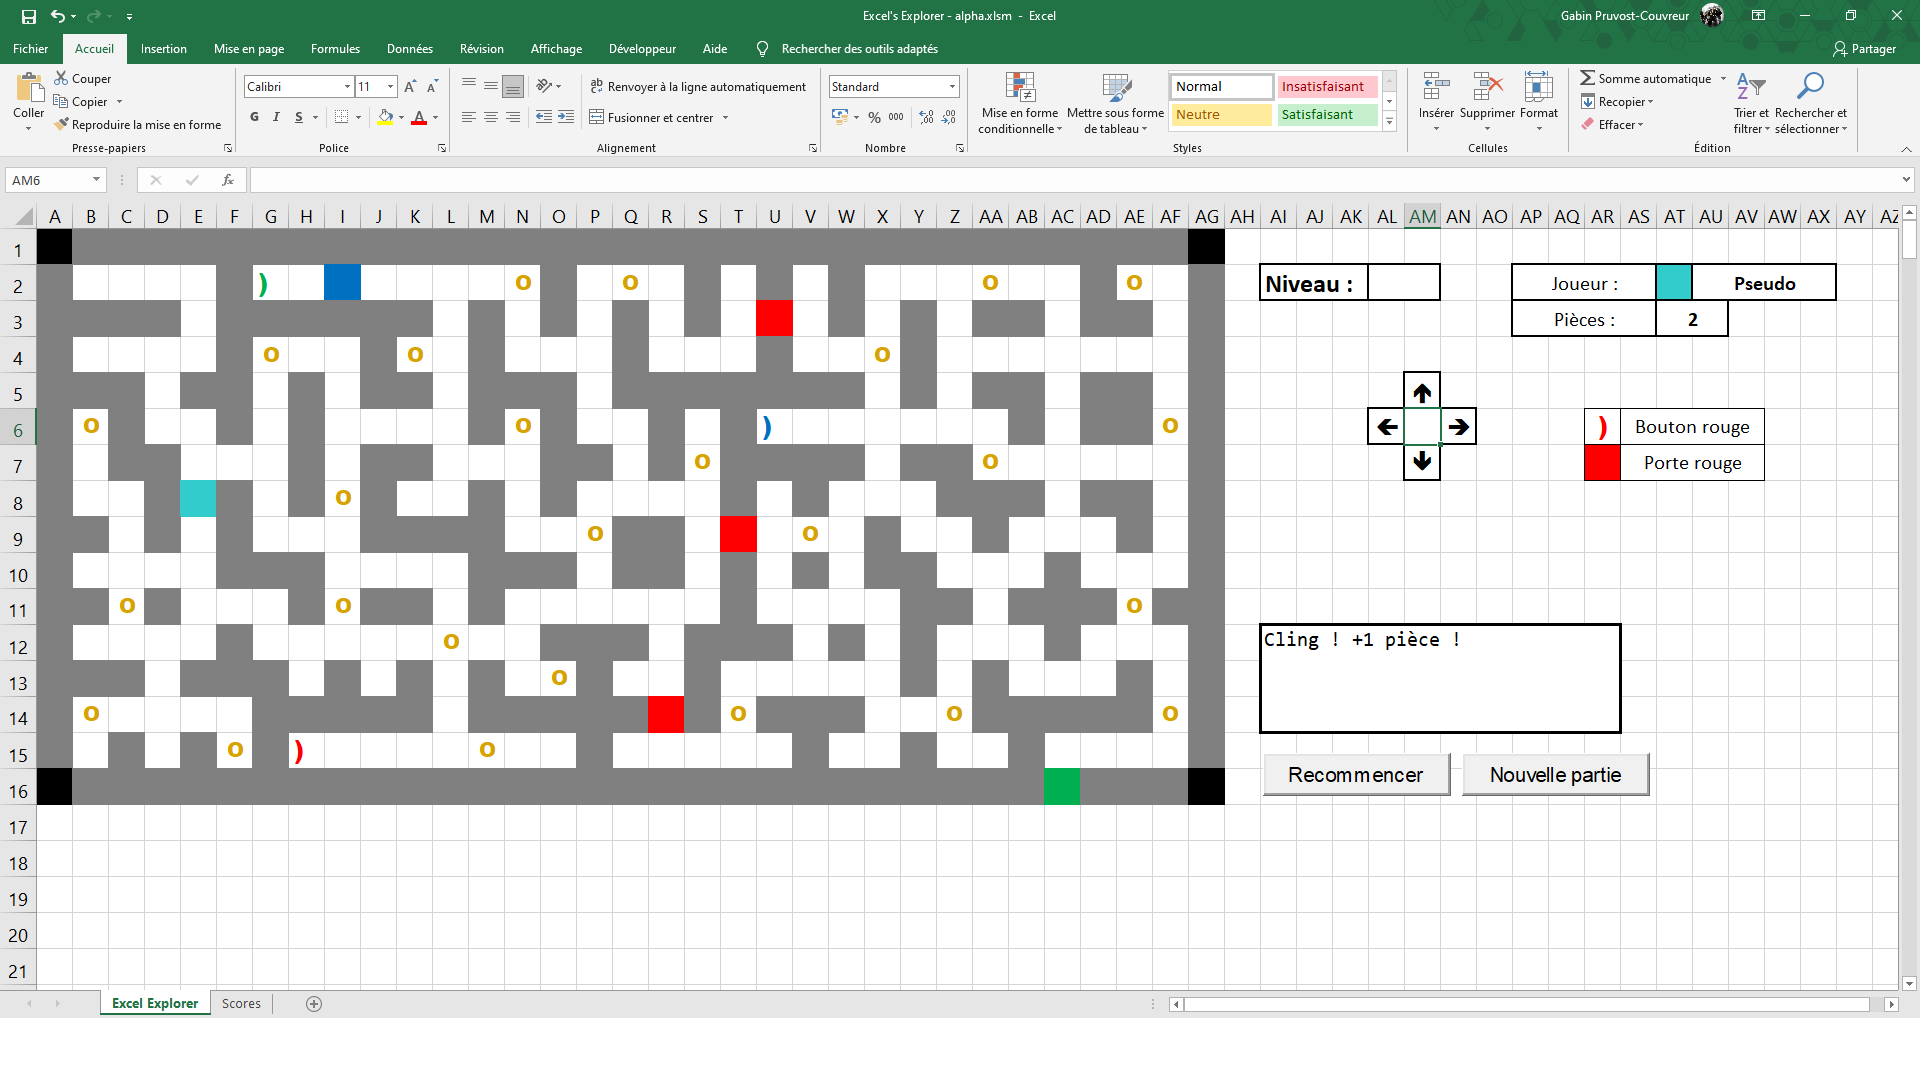 Excel's Explorer - alpha.xlsm - Excel
Gabin Pruvost-Couvreur
Fichier Accueil Insertion Mise en page Formules Données Révision Affichage Développeur Aide Rechercher des outils adaptés Partager
Coller
Couper
Copier
Reproduire la mise en forme
Presse-papiers
Calibri 11
G I S
Police
Renvoyer à la ligne automatiquement
Fusionner et centrer
Alignement
Standard
% 000
Nombre
Mise en forme conditionnelle
Mettre sous forme de tableau
Normal Insatisfaisant
Neutre Satisfaisant
Styles
Insérer Supprimer Format
Cellules
Somme automatique
Recopier
Effacer
Trier et filtrer
Rechercher et sélectionner
Édition
AM6 fx
A B C D E F G H I J K L M N O P Q R S T U V W X Y Z AA AB AC AD AE AF AG AH AI AJ AK AL AM AN AO AP AQ AR AS AT AU AV AW AX AY AZ
1
2 ) o o o o Niveau : Joueur : Pseudo
3 Pièces : 2
4 o o o
5 ↑
6 o o ) o ← → ) Bouton rouge
7 o o ↓ Porte rouge
8 o
9 o o
10
11 o o o
12 o Cling ! +1 pièce !
13 o
14 o o o o
15 o ) o
16 Recommencer Nouvelle partie
17
18
19
20
21
Excel Explorer Scores